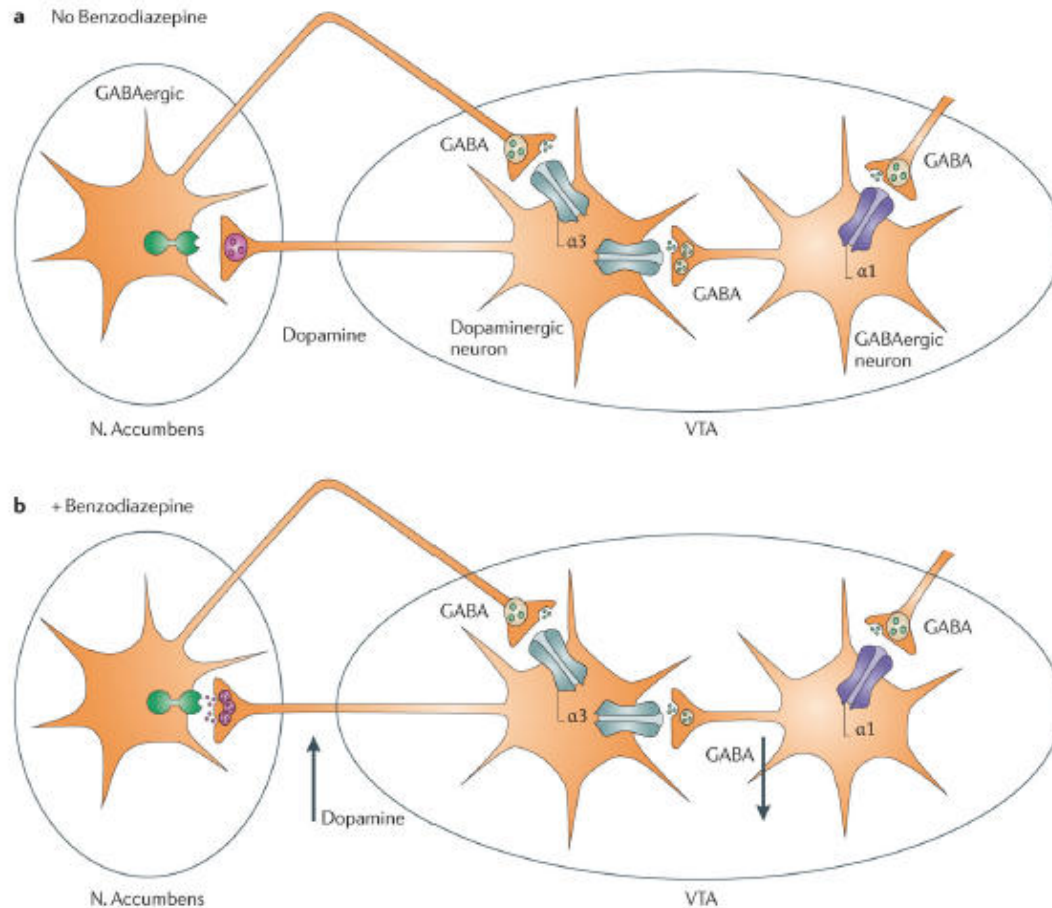 a No Benzodiazepine
GABAergic
GABA
GABA
α3
α1
GABA
Dopamine
Dopaminergic
neuron
GABAergic
neuron
N. Accumbens
VTA
b + Benzodiazepine
GABA
GABA
α3
α1
GABA
Dopamine
N. Accumbens
VTA